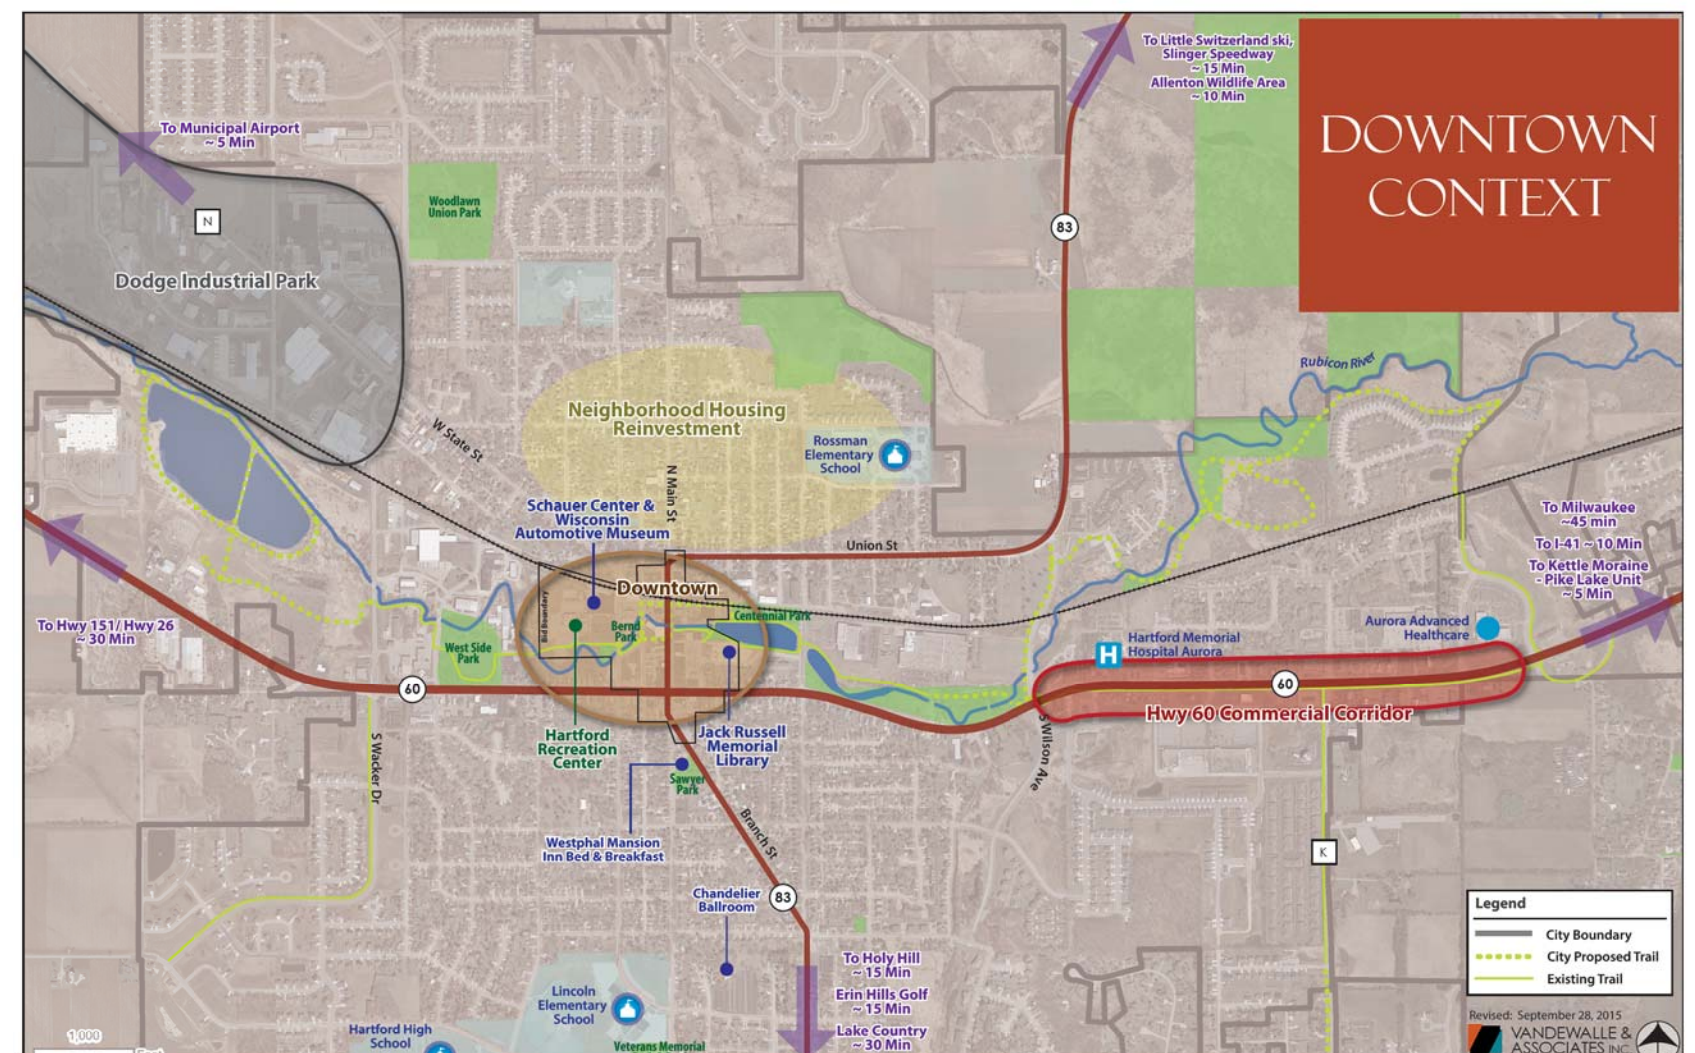 DOWNTOWN
CONTEXT
To Little Switzerland ski,
Slinger Speedway
~ 15 Min
Allenton Wildlife Area
~ 10 Min
To Municipal Airport
~ 5 Min
N
Dodge Industrial Park
Woodlawn
Union Park
83
Rubicon River
Neighborhood Housing
Reinvestment
Rossman
Elementary
School
W State St
N Main St
Schauer Center &
Wisconsin
Automotive Museum
Union St
To Milwaukee
~45 min
To I-41 ~ 10 Min
To Kettle Moraine
- Pike Lake Unit
~ 5 Min
Downtown
Bid Boundary
Centennial Park
Bernd
Park
To Hwy 151/ Hwy 26
~ 30 Min
West Side
Park
Aurora Advanced
Healthcare
H
Hartford Memorial
Hospital Aurora
60
60
Hwy 60 Commercial Corridor
Hartford
Recreation
Center
Jack Russell
Memorial
Library
S Wilson Ave
S Wacker Dr
Sawyer
Park
Westphal Mansion
Inn Bed & Breakfast
Branch St
K
Chandelier
Ballroom
83
Legend
City Boundary
City Proposed Trail
Existing Trail
To Holy Hill
~ 15 Min
Erin Hills Golf
~ 15 Min
Lake Country
~ 30 Min
Lincoln
Elementary
School
Hartford High
School
Veterans Memorial
1,000
Revised: September 28, 2015
VANDEWALLE &
ASSOCIATES INC